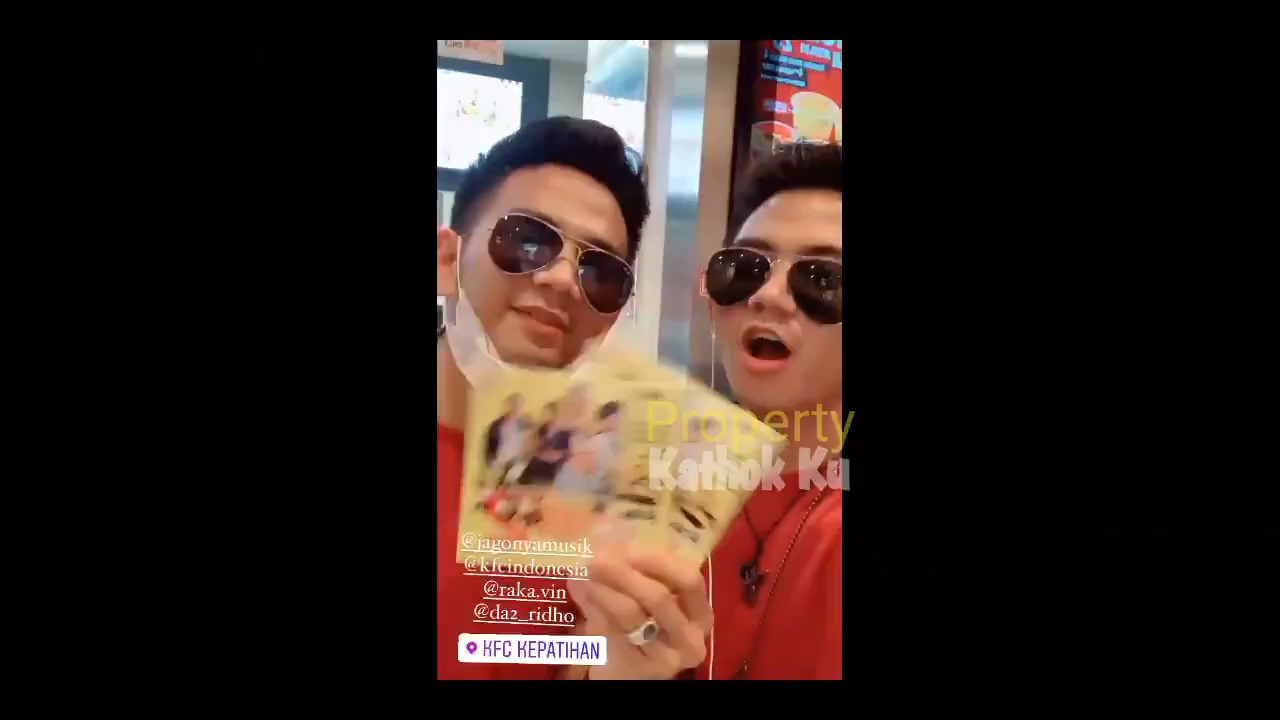 Property
Kathok Ku
@jagonyamusik
@kfcindonesia
@raka.vin
@da2_ridho
KFC KEPATIHAN